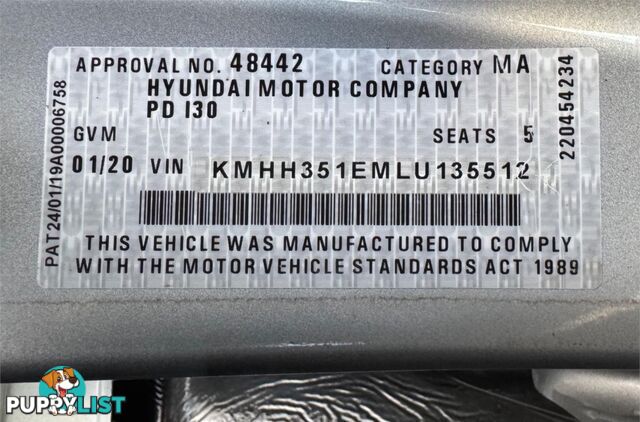 APPROVAL NO. 48442 CATEGORY MA
HYUNDAI MOTOR COMPANY
PD I30
GVM SEATS 5
01/20 VIN KMHH351EMLU135512
THIS VEHICLE WAS MANUFACTURED TO COMPLY
WITH THE MOTOR VEHICLE STANDARDS ACT 1989
PAT24/01/19A00006758
220454234
PUPPYLIST